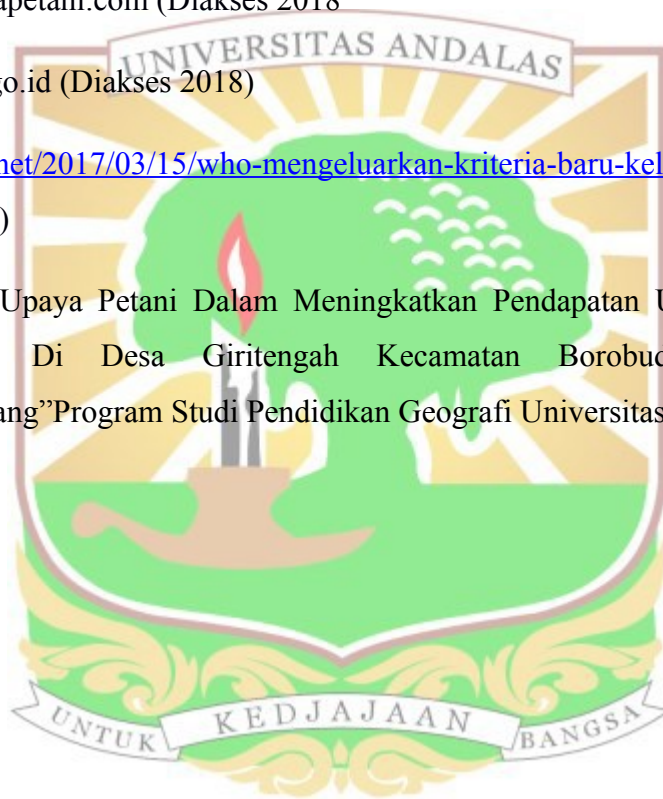 apetani.com (Diakses 2018
UNIVERSITAS ANDALAS
go.id (Diakses 2018)
net/2017/03/15/who-mengeluarkan-kriteria-baru-kel
)
Upaya Petani Dalam Meningkatkan Pendapatan U
Di Desa Giritengah Kecamatan Borobud
ang”Program Studi Pendidikan Geografi Universitas
UNTUK KEDJAJAAN BANGSA